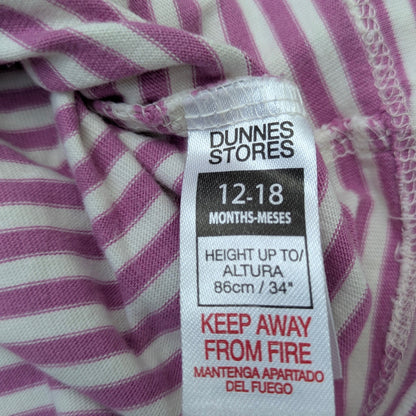 DUNNES
STORES
12-18
MONTHS-MESES
HEIGHT UP TO/
ALTURA
86cm / 34"
KEEP AWAY
FROM FIRE
MANTENGA APARTADO
DEL FUEGO